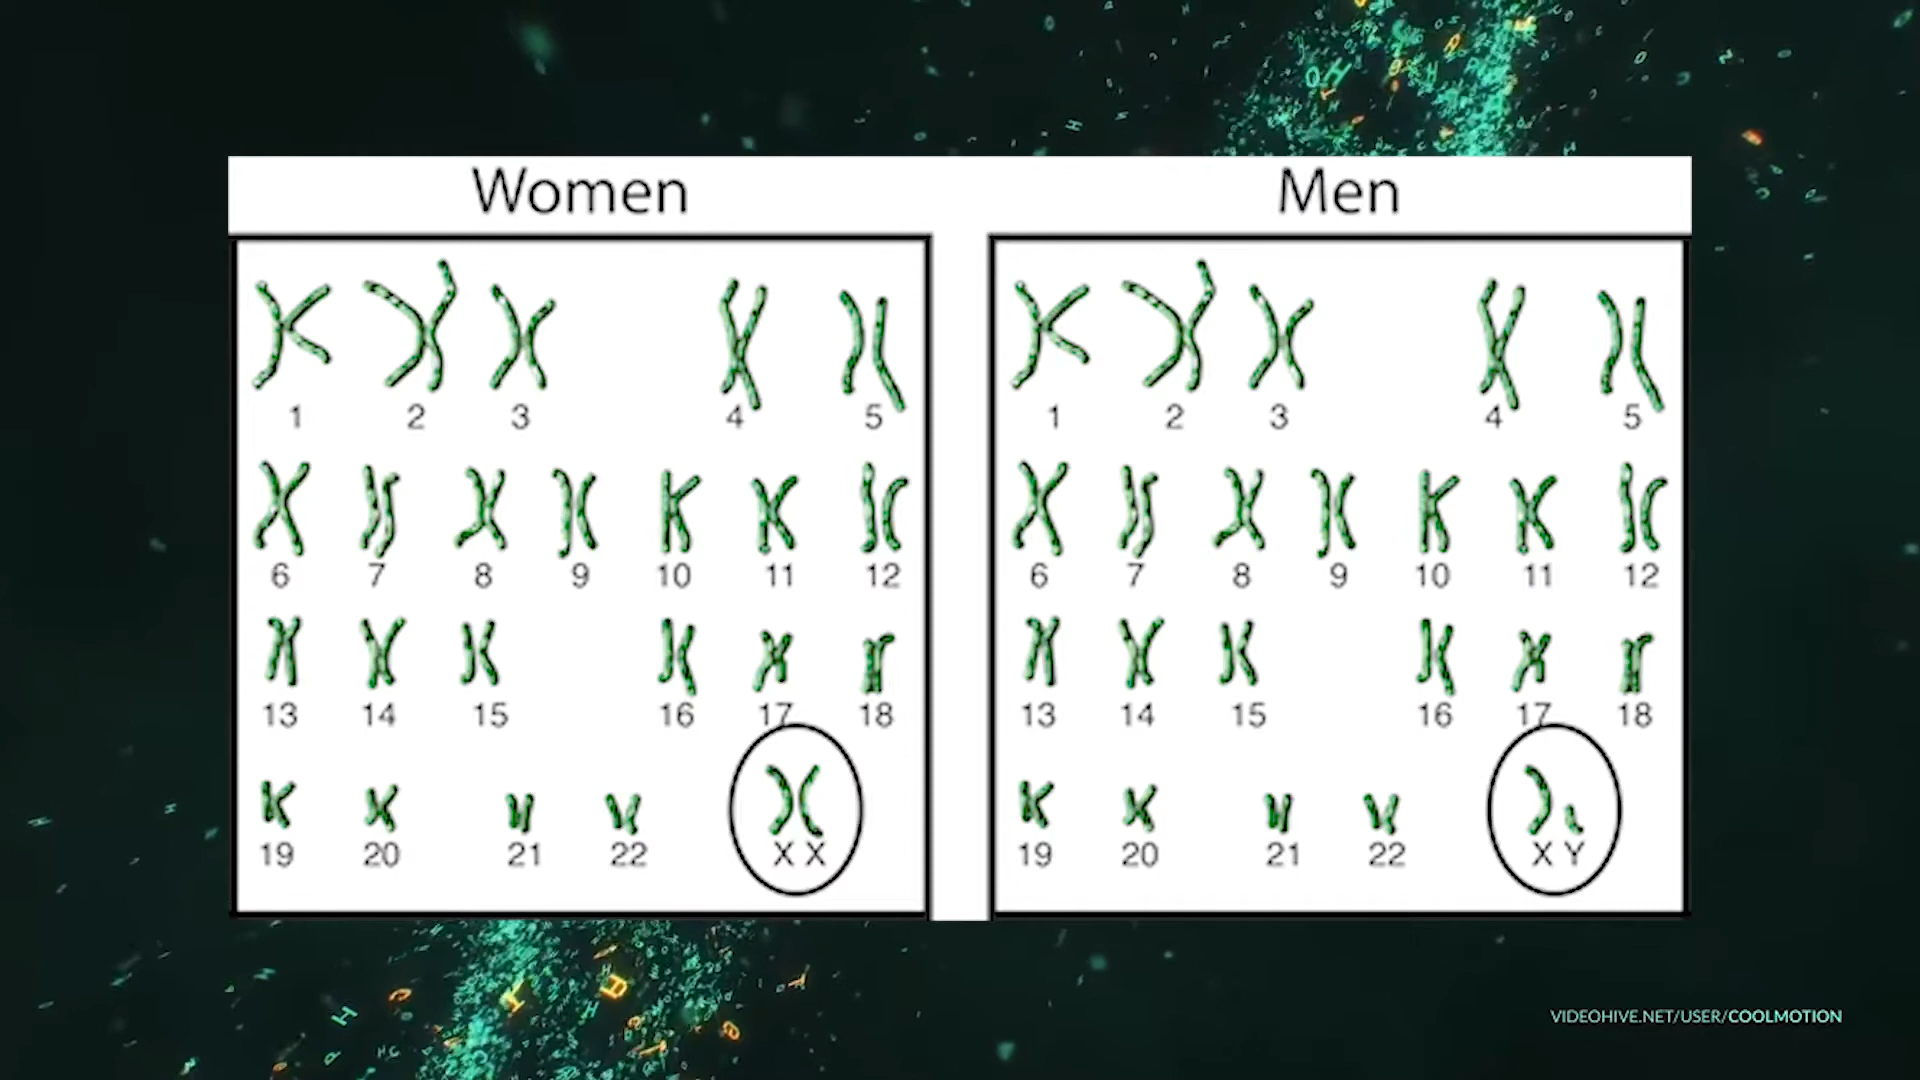 Women
1 2 3 4 5
6 7 8 9 10 11 12
13 14 15 16 17 18
19 20 21 22 X X
Men
1 2 3 4 5
6 7 8 9 10 11 12
13 14 15 16 17 18
19 20 21 22 X Y
VIDEOHIVE.NET/USER/COOLMOTION